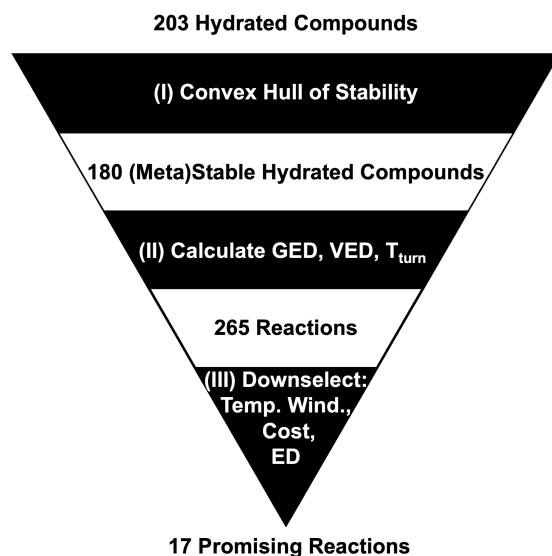 203 Hydrated Compounds
(I) Convex Hull of Stability
180 (Meta)Stable Hydrated Compounds
(II) Calculate GED, VED, T_turn
265 Reactions
(III) Downselect:
Temp. Wind.,
Cost,
ED
17 Promising Reactions